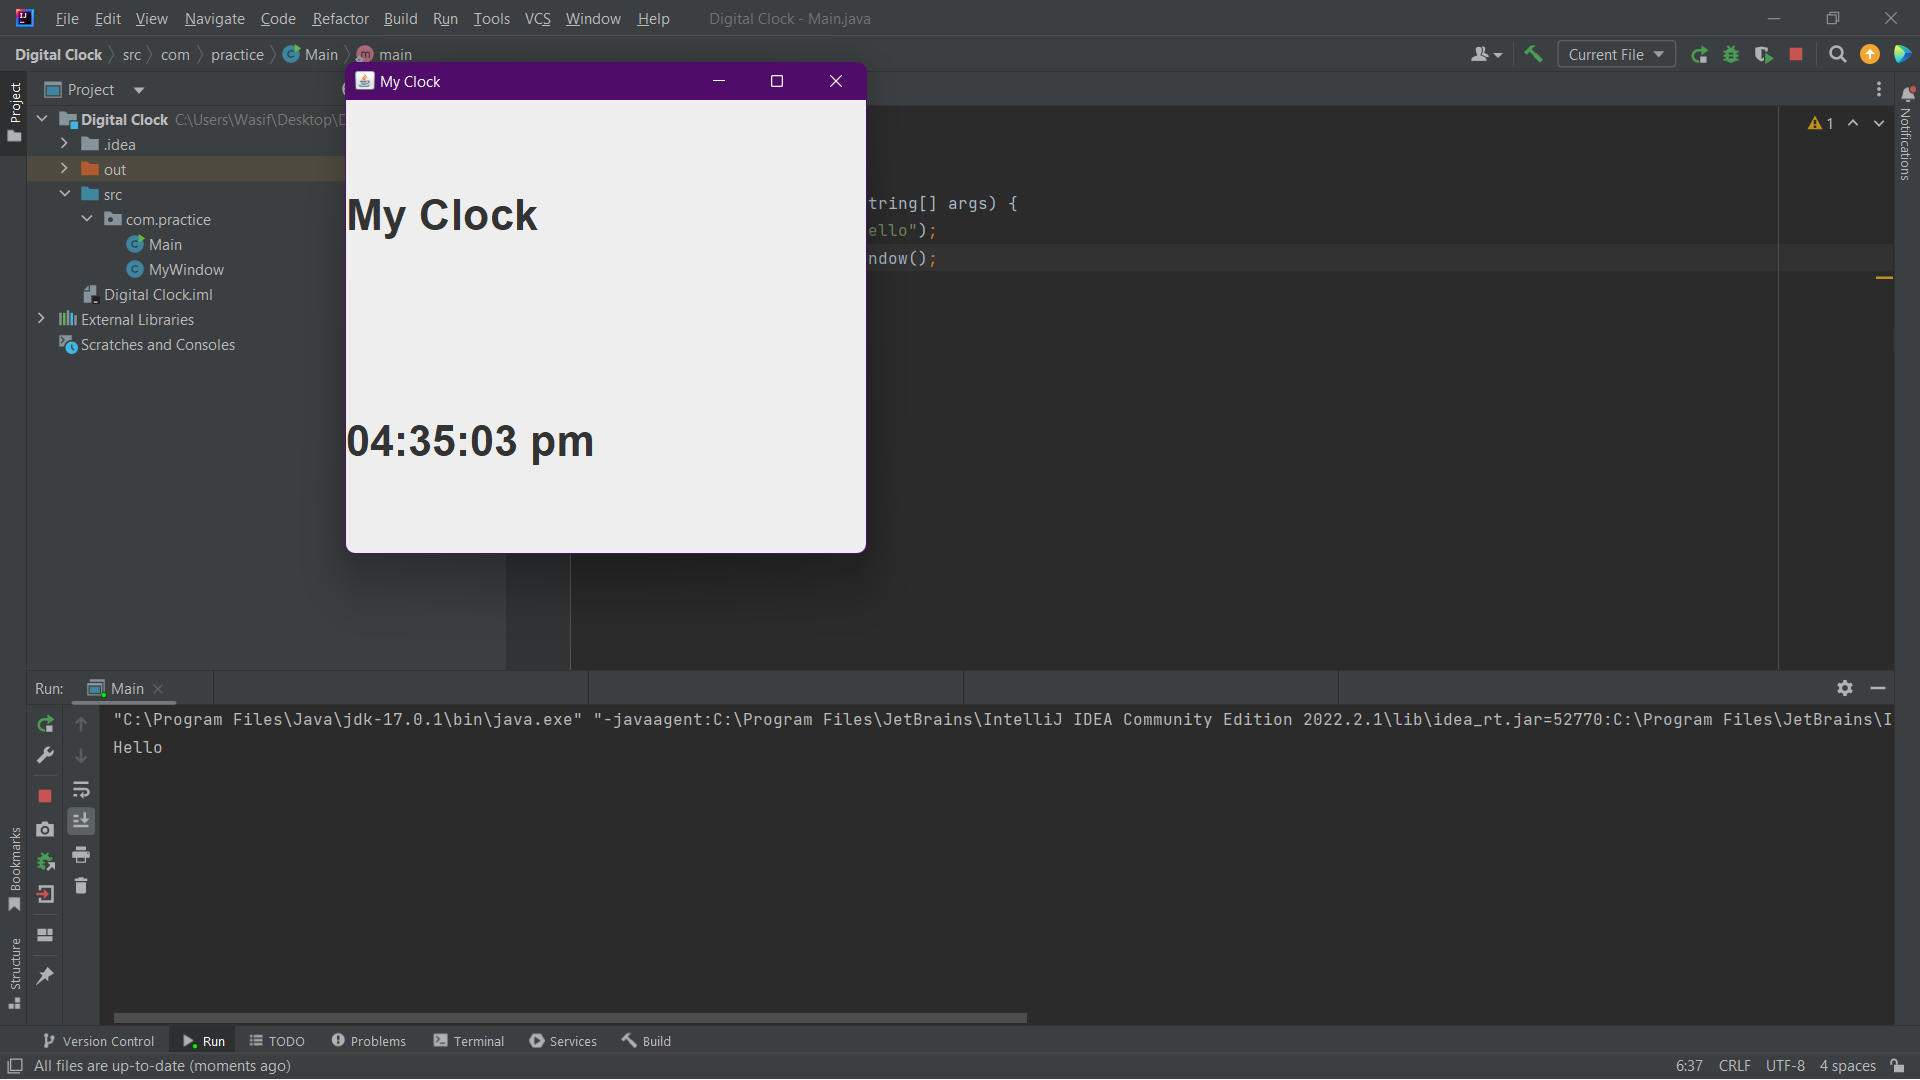 File Edit View Navigate Code Refactor Build Run Tools VCS Window Help Digital Clock - Main.java
Digital Clock src com practice Main main
Current File
Project
My Clock
Project
Digital Clock C:\Users\Wasif\Desktop\
.idea
out
src
com.practice
Main
MyWindow
Digital Clock.iml
External Libraries
Scratches and Consoles
My Clock
04:35:03 pm
tring[] args) {
ello");
ndow();
1
Notifications
Run: Main
"C:\Program Files\Java\jdk-17.0.1\bin\java.exe" "-javaagent:C:\Program Files\JetBrains\IntelliJ IDEA Community Edition 2022.2.1\lib\idea_rt.jar=52770:C:\Program Files\JetBrains\I
Hello
Bookmarks
Structure
Version Control Run TODO Problems Terminal Services Build
All files are up-to-date (moments ago)
6:37 CRLF UTF-8 4 spaces